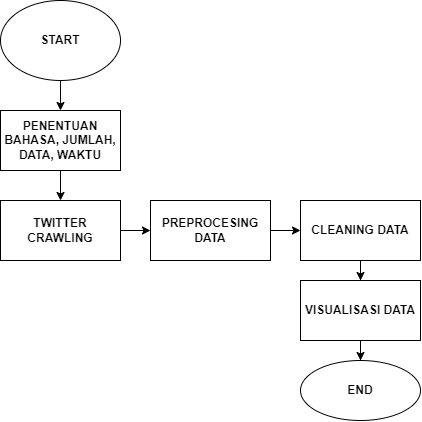 START
PENENTUAN
BAHASA, JUMLAH,
DATA, WAKTU
TWITTER
CRAWLING
PREPROCESING
DATA
CLEANING DATA
VISUALISASI DATA
END